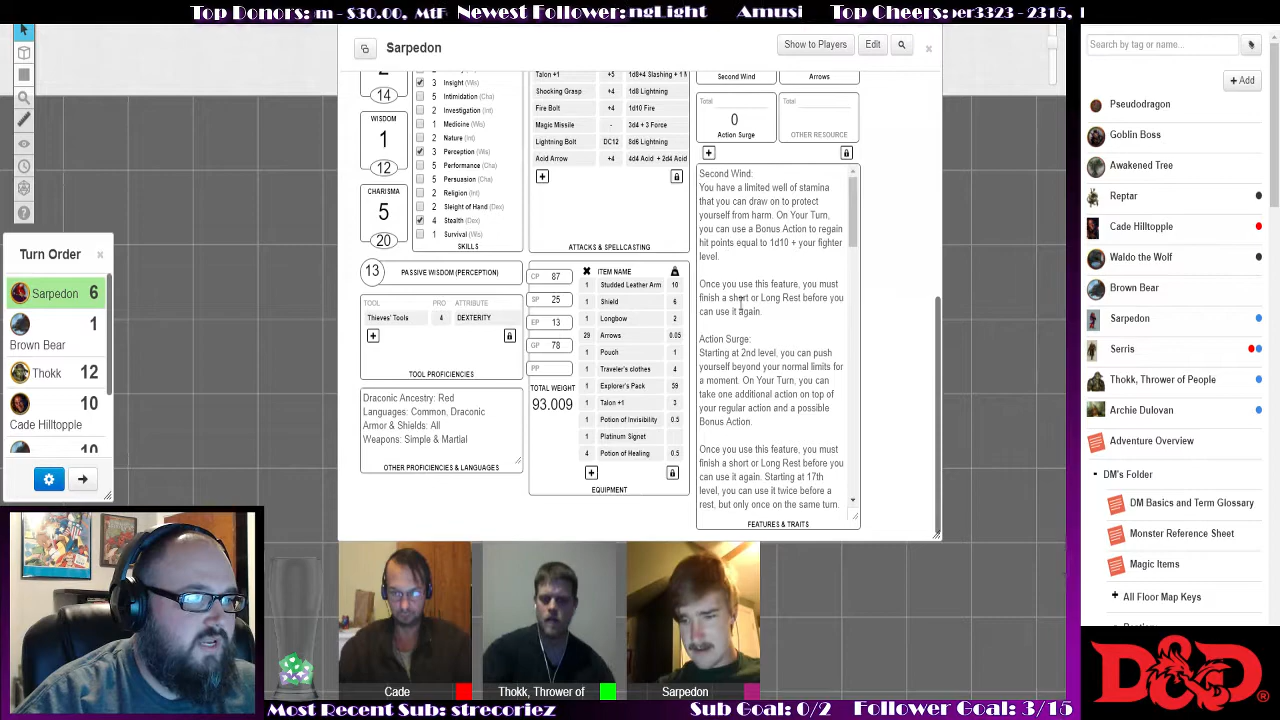 Top Donors: m - $30.00, MtF
Newest Follower: ngLight
Amusi
Top Cheers: per3323 - 2315, 1
Sarpedon
Show to Players
Edit
14
WISDOM
1
12
CHARISMA
5
20
3 Insight (Wis)
5 Intimidation (Cha)
2 Investigation (Int)
1 Medicine (Wis)
2 Nature (Int)
3 Perception (Wis)
5 Performance (Cha)
5 Persuasion (Cha)
2 Religion (Int)
2 Sleight of Hand (Dex)
4 Stealth (Dex)
1 Survival (Wis)
SKILLS
13 PASSIVE WISDOM (PERCEPTION)
TOOL PRO ATTRIBUTE
Thieves' Tools 4 DEXTERITY
TOOL PROFICIENCIES
Draconic Ancestry: Red
Languages: Common, Draconic
Armor & Shields: All
Weapons: Simple & Martial
OTHER PROFICIENCIES & LANGUAGES
Talon +1 +5 1d8+4 Slashing + 1
Shocking Grasp +4 1d8 Lightning
Fire Bolt +4 1d10 Fire
Magic Missile - 3d4 + 3 Force
Lightning Bolt DC12 8d6 Lightning
Acid Arrow +4 4d4 Acid + 2d4 Acid
ATTACKS & SPELLCASTING
CP 87
SP 25
EP 13
GP 78
PP
TOTAL WEIGHT
93.009
ITEM NAME
1 Studded Leather Arm 10
1 Shield 6
1 Longbow 2
29 Arrows 0.05
1 Pouch 1
1 Traveler's clothes 4
1 Explorer's Pack 59
1 Talon +1 3
1 Potion of Invisibility 0.5
1 Platinum Signet
4 Potion of Healing 0.5
EQUIPMENT
Second Wind
Arrows
Total
0
Action Surge
Total
OTHER RESOURCE
Second Wind:
You have a limited well of stamina
that you can draw on to protect
yourself from harm. On Your Turn,
you can use a Bonus Action to regain
hit points equal to 1d10 + your fighter
level.
Once you use this feature, you must
finish a short or Long Rest before you
can use it again.
Action Surge:
Starting at 2nd level, you can push
yourself beyond your normal limits for
a moment. On Your Turn, you can
take one additional action on top of
your regular action and a possible
Bonus Action.
Once you use this feature, you must
finish a short or Long Rest before you
can use it again. Starting at 17th
level, you can use it twice before a
rest, but only once on the same turn.
FEATURES & TRAITS
Turn Order
Sarpedon 6
1
Brown Bear
Thokk 12
10
Cade Hilltopple
10
Search by tag or name...
+ Add
Pseudodragon
Goblin Boss
Awakened Tree
Reptar
Cade Hilltopple
Waldo the Wolf
Brown Bear
Sarpedon
Serris
Thokk, Thrower of People
Archie Dulovan
Adventure Overview
DM's Folder
DM Basics and Term Glossary
Monster Reference Sheet
Magic Items
All Floor Map Keys
D&D
Cade
Thokk, Thrower of
Sarpedon
Most Recent Sub: strecoriez
Sub Goal: 0/2
Follower Goal: 3/15